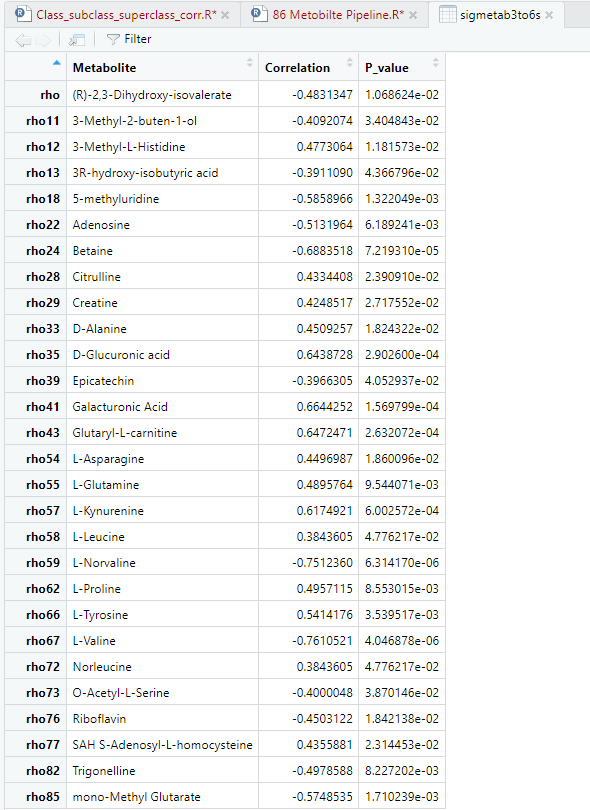 Class_subclass_superclass_corr.R* 86 Metobilte Pipeline.R* sigmetab3to6s
Filter
Metabolite Correlation P_value
rho (R)-2,3-Dihydroxy-isovalerate -0.4831347 1.068624e-02
rho11 3-Methyl-2-buten-1-ol -0.4092074 3.404843e-02
rho12 3-Methyl-L-Histidine 0.4773064 1.181573e-02
rho13 3R-hydroxy-isobutyric acid -0.3911090 4.366796e-02
rho18 5-methyluridine -0.5858966 1.322049e-03
rho22 Adenosine -0.5131964 6.189241e-03
rho24 Betaine -0.6883518 7.219310e-05
rho28 Citrulline 0.4334408 2.390910e-02
rho29 Creatine 0.4248517 2.717552e-02
rho33 D-Alanine 0.4509257 1.824322e-02
rho35 D-Glucuronic acid 0.6438728 2.902600e-04
rho39 Epicatechin -0.3966305 4.052937e-02
rho41 Galacturonic Acid 0.6644252 1.569799e-04
rho43 Glutaryl-L-carnitine 0.6472471 2.632072e-04
rho54 L-Asparagine 0.4496987 1.860096e-02
rho55 L-Glutamine 0.4895764 9.544071e-03
rho57 L-Kynurenine 0.6174921 6.002572e-04
rho58 L-Leucine 0.3843605 4.776217e-02
rho59 L-Norvaline -0.7512360 6.314170e-06
rho62 L-Proline 0.4957115 8.553015e-03
rho66 L-Tyrosine 0.5414176 3.539517e-03
rho67 L-Valine -0.7610521 4.046878e-06
rho72 Norleucine 0.3843605 4.776217e-02
rho73 O-Acetyl-L-Serine -0.4000048 3.870146e-02
rho76 Riboflavin -0.4503122 1.842138e-02
rho77 SAH S-Adenosyl-L-homocysteine 0.4355881 2.314453e-02
rho82 Trigonelline -0.4978588 8.227202e-03
rho85 mono-Methyl Glutarate -0.5748535 1.710239e-03